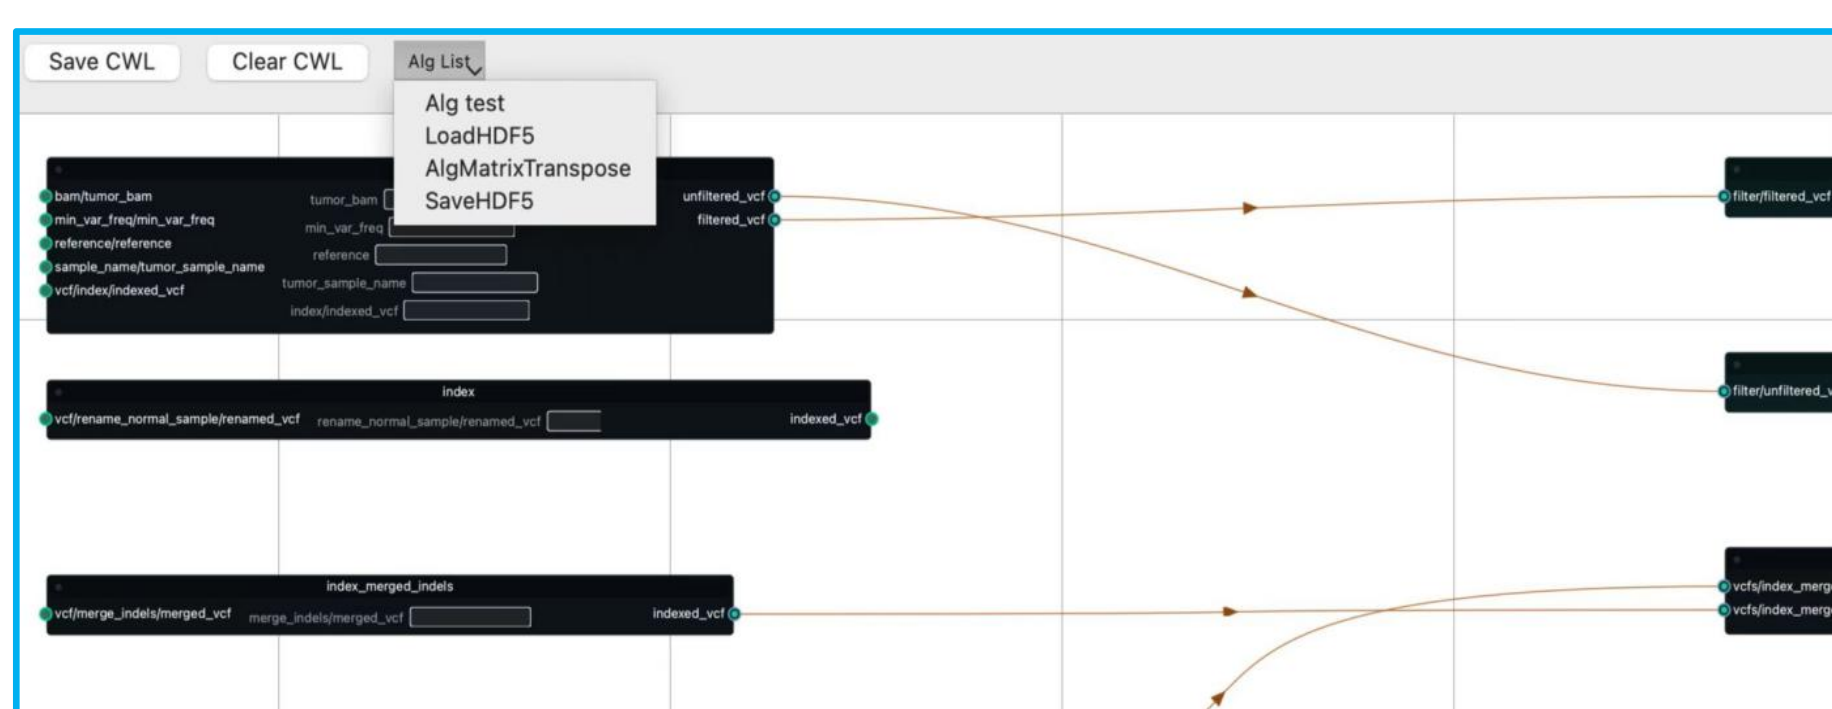 Save CWL
Clear CWL
Alg List
Alg test
LoadHDF5
AlgMatrixTranspose
SaveHDF5
bam/tumor_bam
min_var_freq/min_var_freq
reference/reference
sample_name/tumor_sample_name
vcf/index/indexed_vcf
tumor_bam
min_var_freq
reference
tumor_sample_name
index/indexed_vcf
unfiltered_vcf
filtered_vcf
filter/filtered_vcf
filter/unfiltered_v
index
vcf/rename_normal_sample/renamed_vcf
rename_normal_sample/renamed_vcf
indexed_vcf
index_merged_indels
vcf/merge_indels/merged_vcf
merge_indels/merged_vcf
indexed_vcf
vcfs/index_merg
vcfs/index_merg